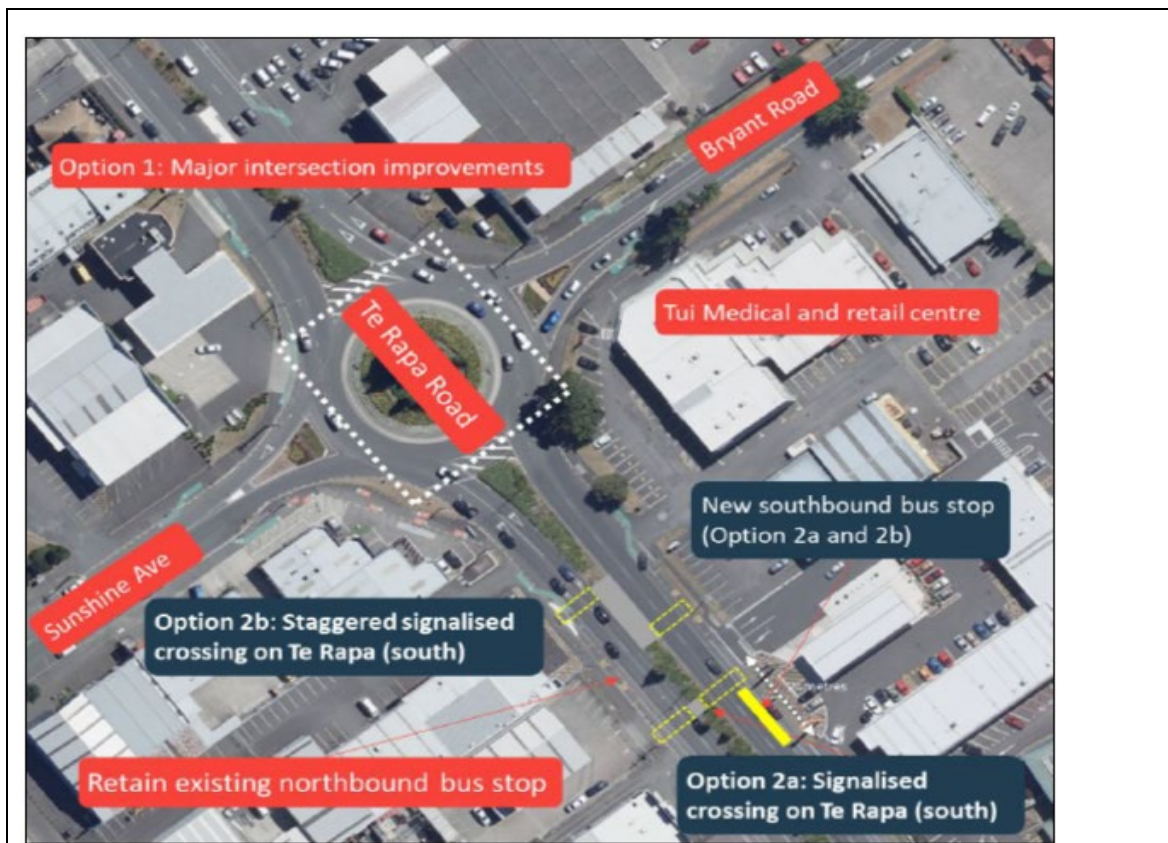 Bryant Road
Option 1: Major intersection improvements
Te Rapa Road
Tui Medical and retail centre
New southbound bus stop
(Option 2a and 2b)
Sunshine Ave
Option 2b: Staggered signalised
crossing on Te Rapa (south)
Retain existing northbound bus stop
Option 2a: Signalised
crossing on Te Rapa (south)